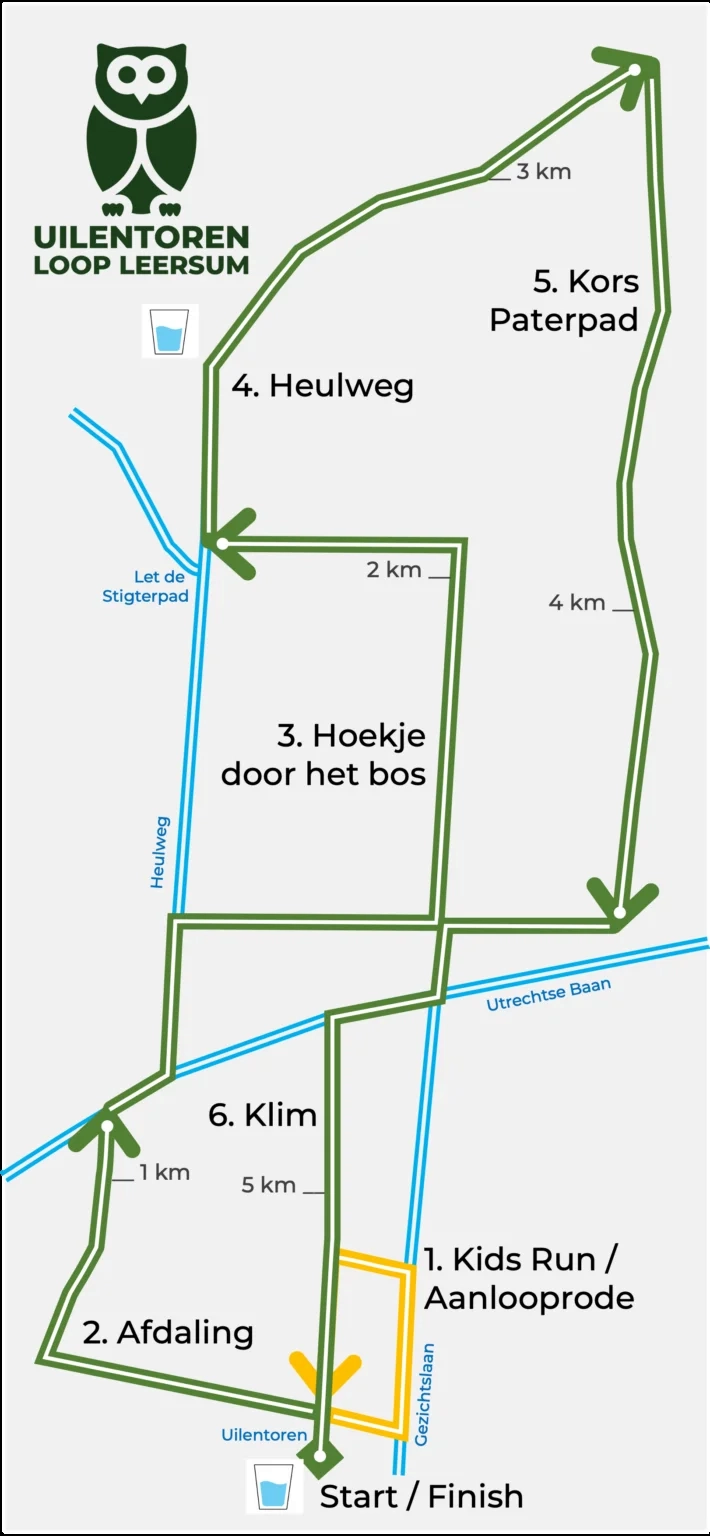 UILENTOREN
LOOP LEERSUM
3 km
5. Kors
Paterpad
4. Heulweg
2 km
Let de
Stigterpad
4 km
3. Hoekje
door het bos
Heulweg
Utrechtse Baan
6. Klim
1 km
5 km
1. Kids Run /
Aanlooprode
2. Afdaling
Gezichtslaan
Uilentoren
Start / Finish